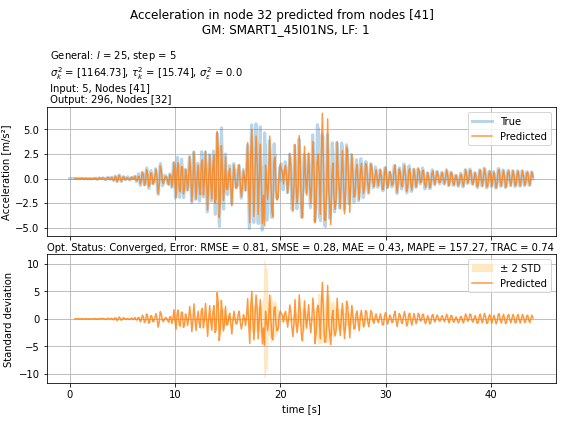 Acceleration in node 32 predicted from nodes [41]
GM: SMART1_45I01NS, LF: 1
General: l = 25, step = 5
σ²ₖ = [1164.73], τ²ₖ = [15.74], σ²ε = 0.0
Input: 5, Nodes [41]
Output: 296, Nodes [32]
Acceleration [m/s²]
5.0
2.5
0.0
−2.5
−5.0
True
Predicted
Opt. Status: Converged, Error: RMSE = 0.81, SMSE = 0.28, MAE = 0.43, MAPE = 157.27, TRAC = 0.74
Standard deviation
10
5
0
−5
−10
± 2 STD
Predicted
0 10 20 30 40
time [s]